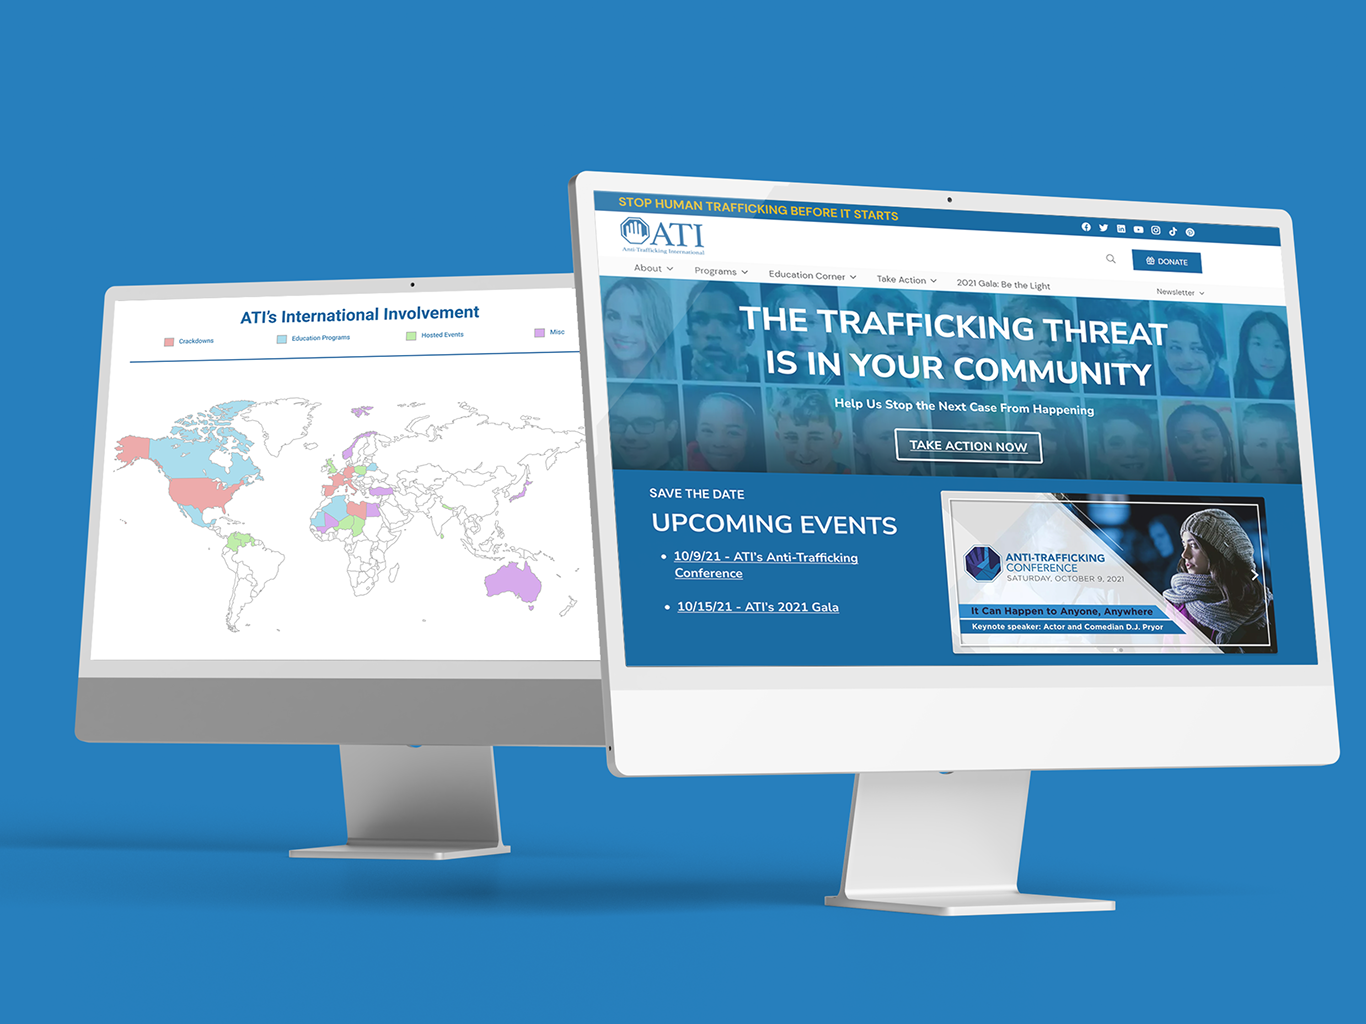 ATI's International Involvement
Crackdowns
Education Programs
Hosted Events
Misc
STOP HUMAN TRAFFICKING BEFORE IT STARTS
ATI
Anti-Trafficking International
DONATE
About
Programs
Education Corner
Take Action
2021 Gala: Be the Light
Newsletter
THE TRAFFICKING THREAT
IS IN YOUR COMMUNITY
Help Us Stop the Next Case From Happening
TAKE ACTION NOW
SAVE THE DATE
UPCOMING EVENTS
• 10/9/21 - ATI's Anti-Trafficking
Conference
• 10/15/21 - ATI's 2021 Gala
ANTI-TRAFFICKING
CONFERENCE
SATURDAY, OCTOBER 9, 2021
It Can Happen to Anyone, Anywhere
Keynote speaker: Actor and Comedian D.J. Pryor